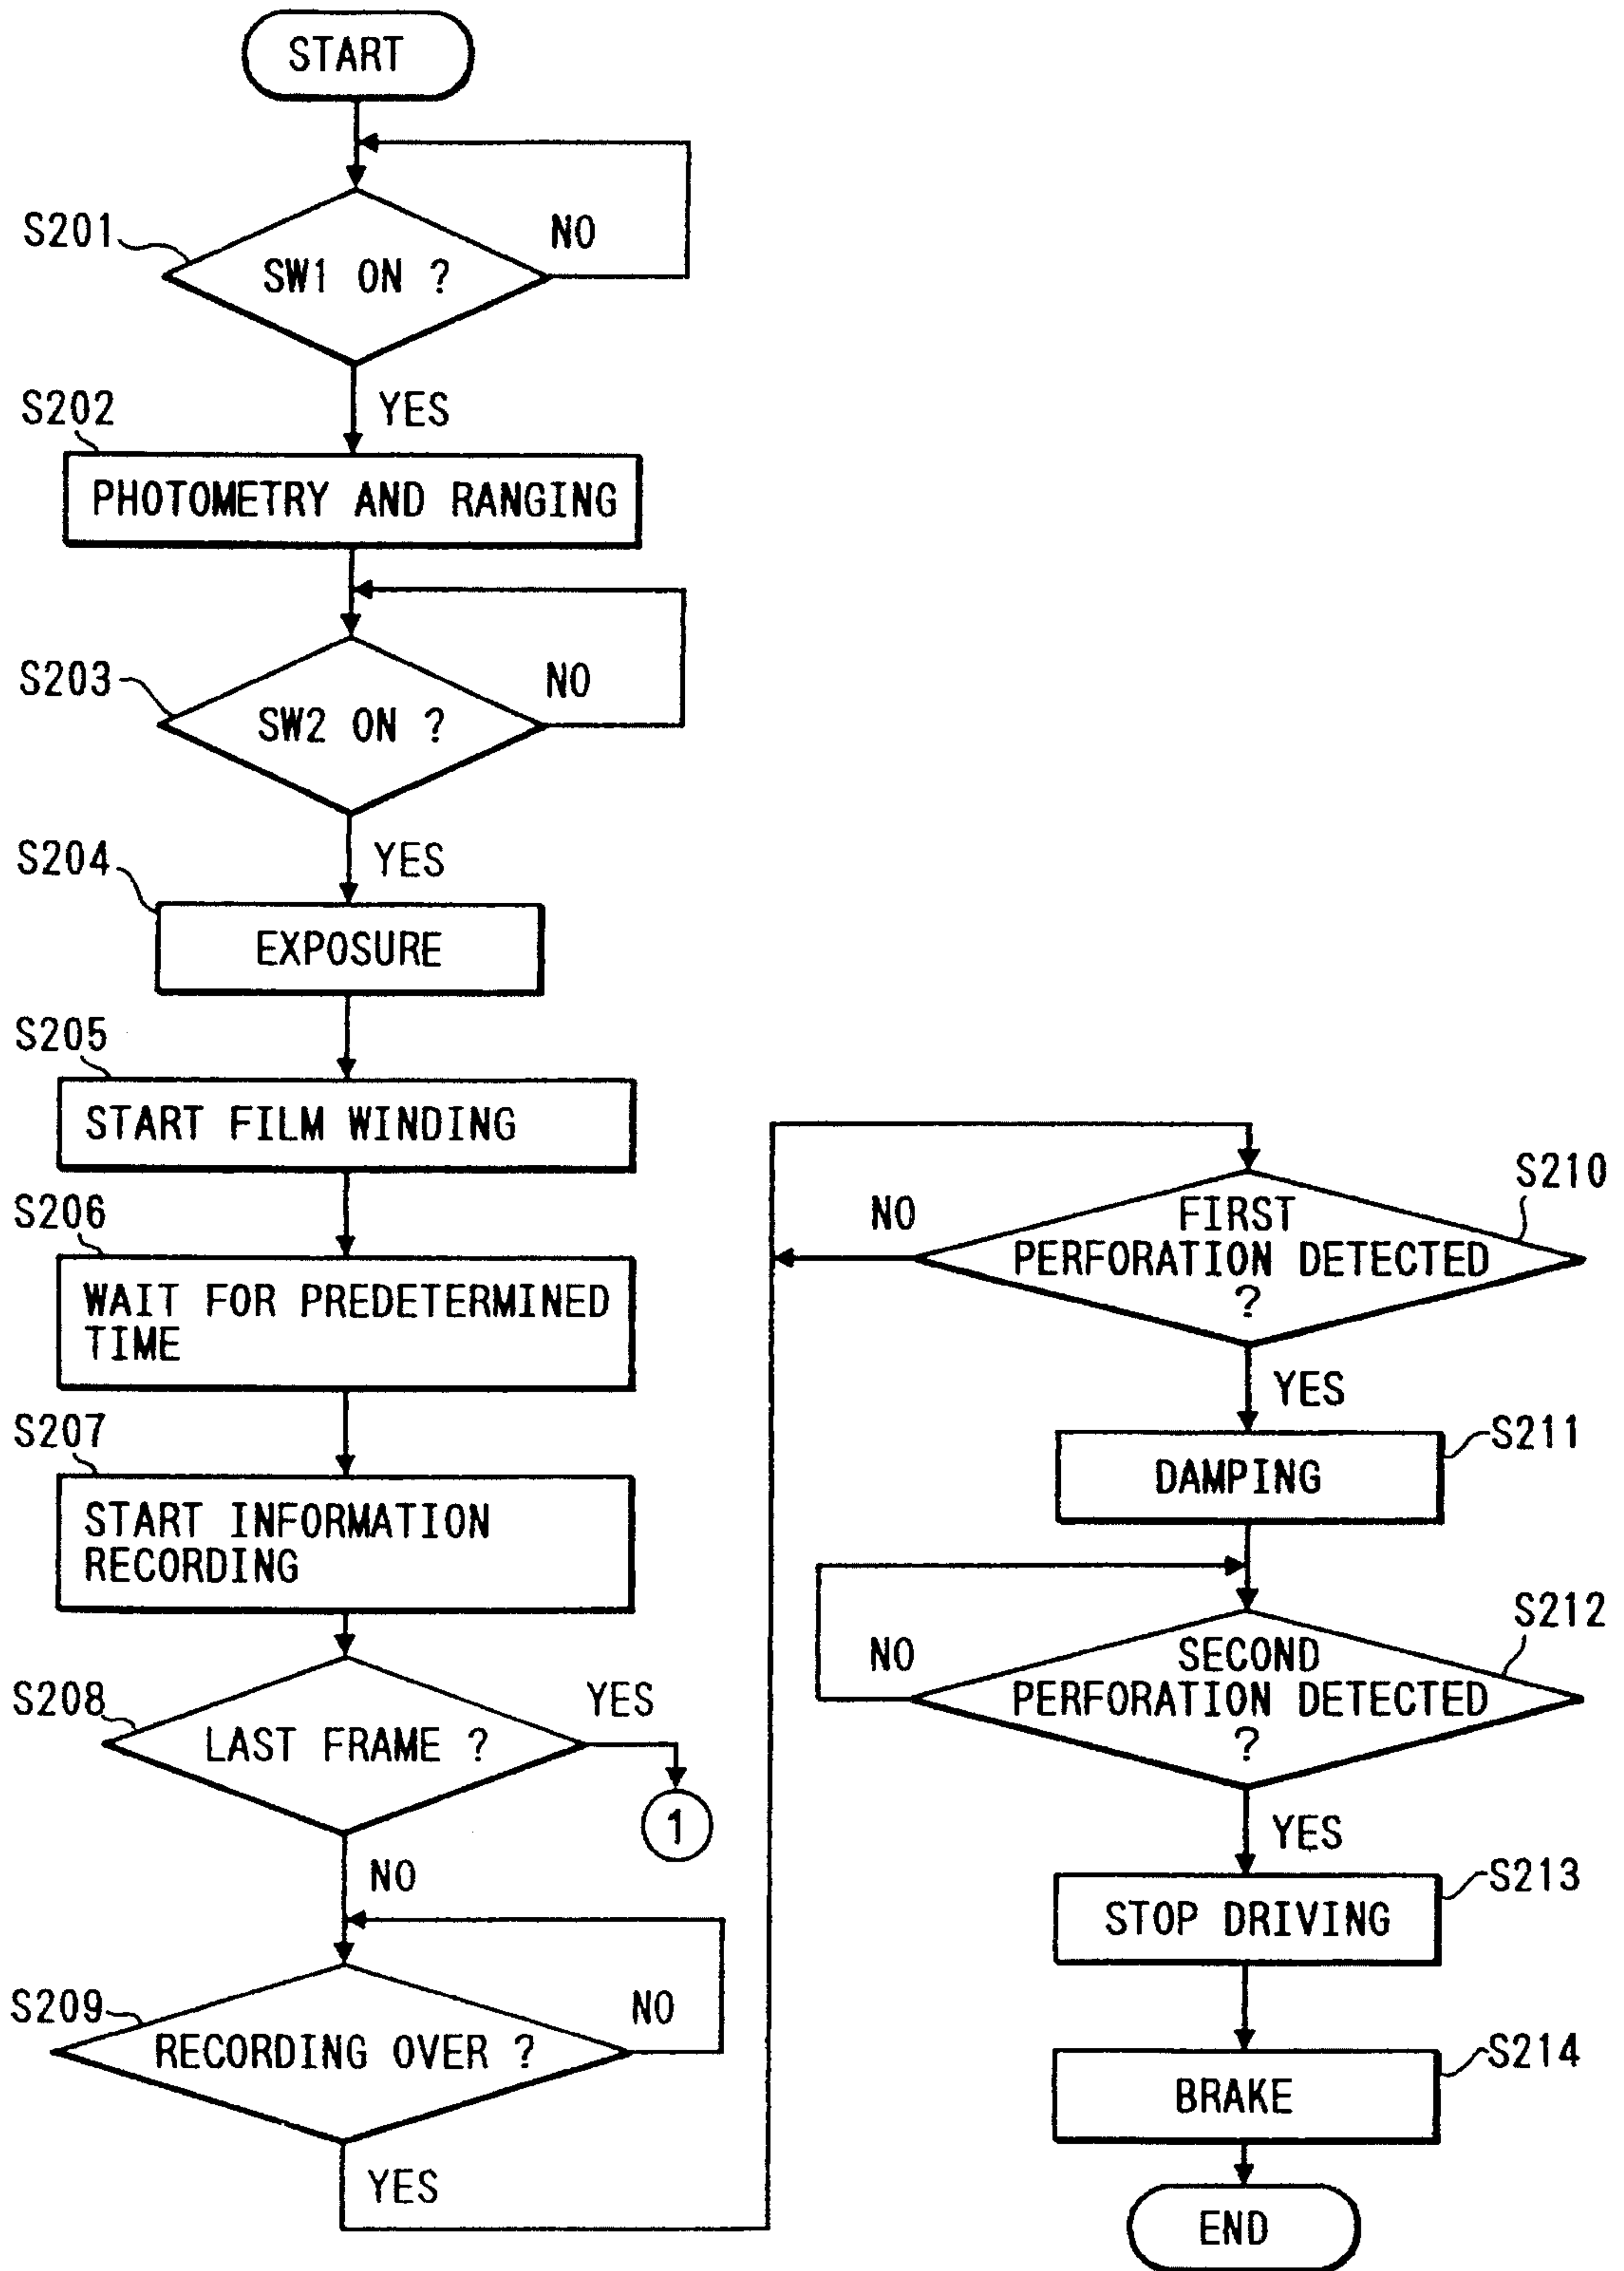 START
S201
SW1 ON ?
NO
YES
S202
PHOTOMETRY AND RANGING
S203
SW2 ON ?
NO
YES
S204
EXPOSURE
S205
START FILM WINDING
S206
WAIT FOR PREDETERMINED
TIME
S207
START INFORMATION
RECORDING
S208
LAST FRAME ?
YES
1
NO
S209
RECORDING OVER ?
NO
YES
S210
FIRST
PERFORATION DETECTED
?
NO
YES
S211
DAMPING
S212
SECOND
PERFORATION DETECTED
?
NO
YES
S213
STOP DRIVING
S214
BRAKE
END